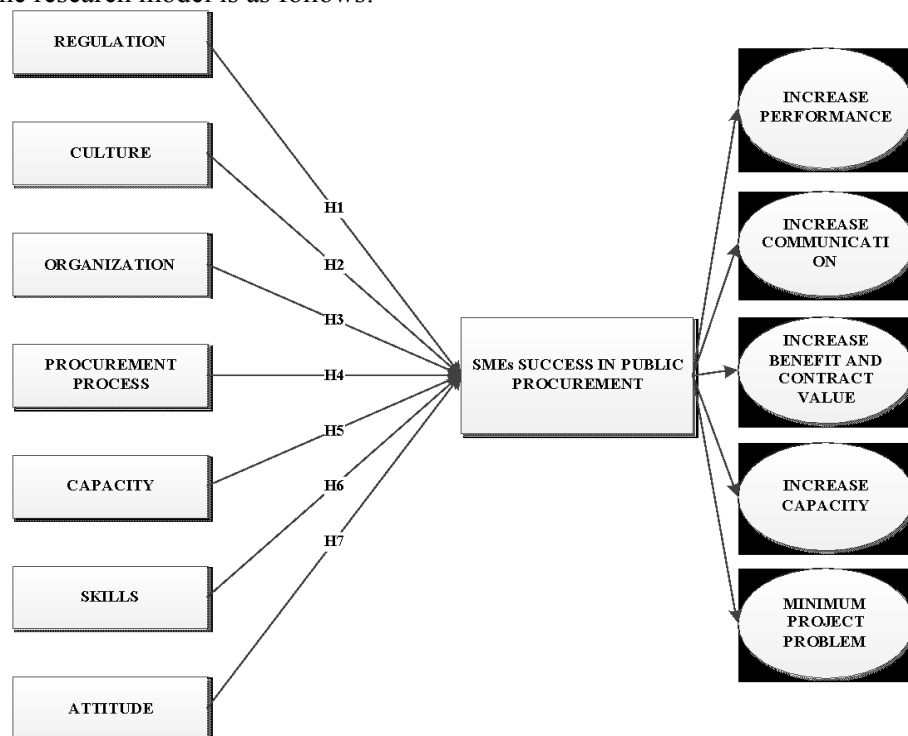 The research model is as follows:
REGULATION
CULTURE
ORGANIZATION
PROCUREMENT
PROCESS
CAPACITY
SKILLS
ATTITUDE
H1
H2
H3
H4
H5
H6
H7
SMEs SUCCESS IN PUBLIC
PROCUREMENT
INCREASE
PERFORMANCE
INCREASE
COMMUNICATI
ON
INCREASE
BENEFIT AND
CONTRACT
VALUE
INCREASE
CAPACITY
MINIMUM
PROJECT
PROBLEM